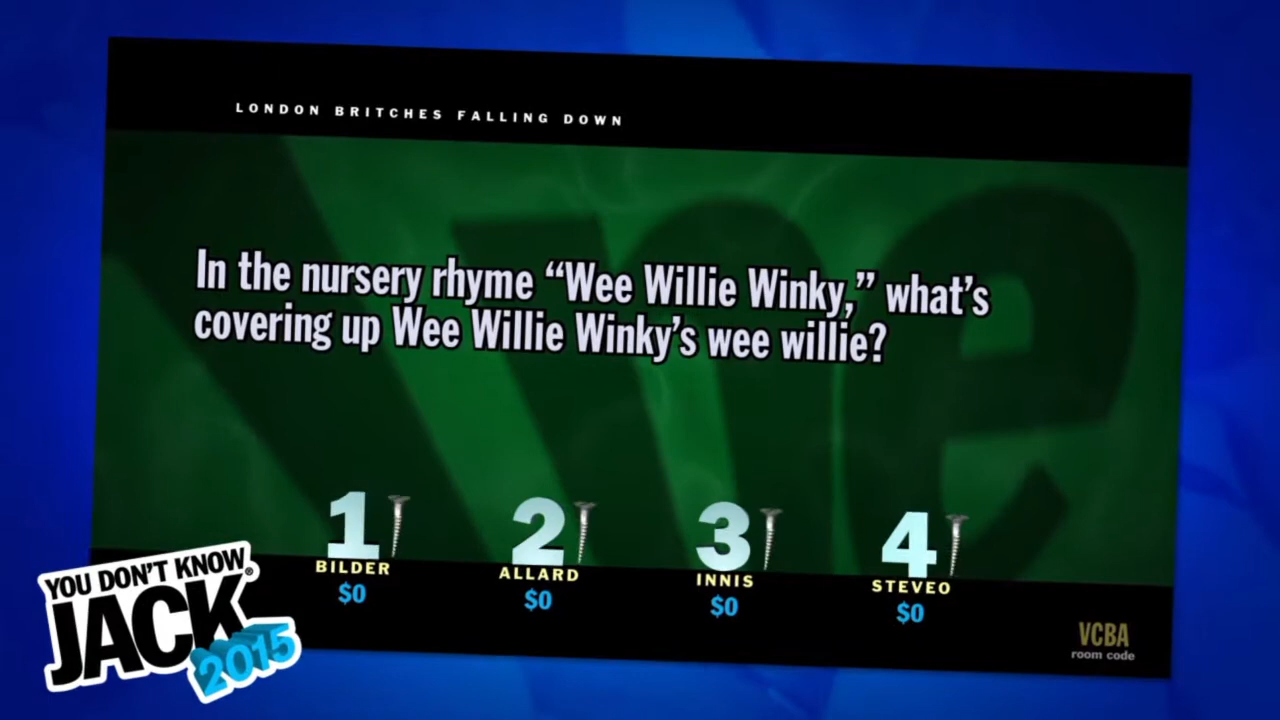 LONDON BRITCHES FALLING DOWN
In the nursery rhyme “Wee Willie Winky,” what’s
covering up Wee Willie Winky’s wee willie?
1 2 3 4
BILDER ALLARD INNIS STEVEO
$0 $0 $0 $0
VCBA
room code
YOU DON'T KNOW
JACK®
2015